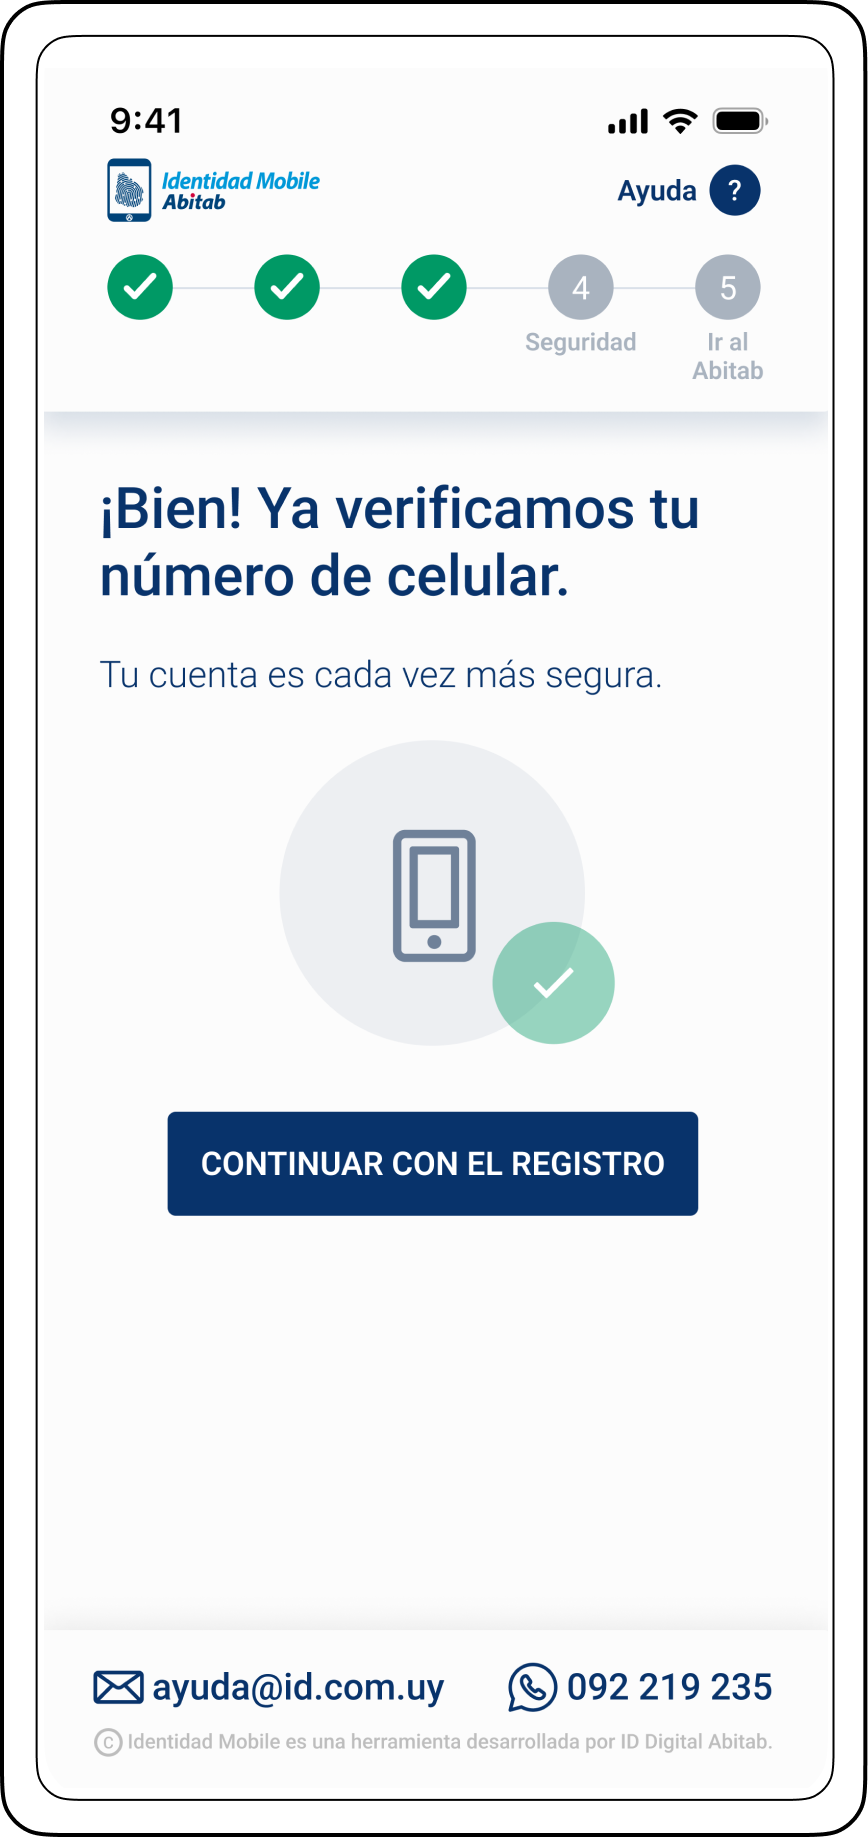 9:41
Identidad Mobile
Abitab
Ayuda ?
4 5
Seguridad Ir al
Abitab
¡Bien! Ya verificamos tu
número de celular.
Tu cuenta es cada vez más segura.
CONTINUAR CON EL REGISTRO
ayuda@id.com.uy 092 219 235
© Identidad Mobile es una herramienta desarrollada por ID Digital Abitab.